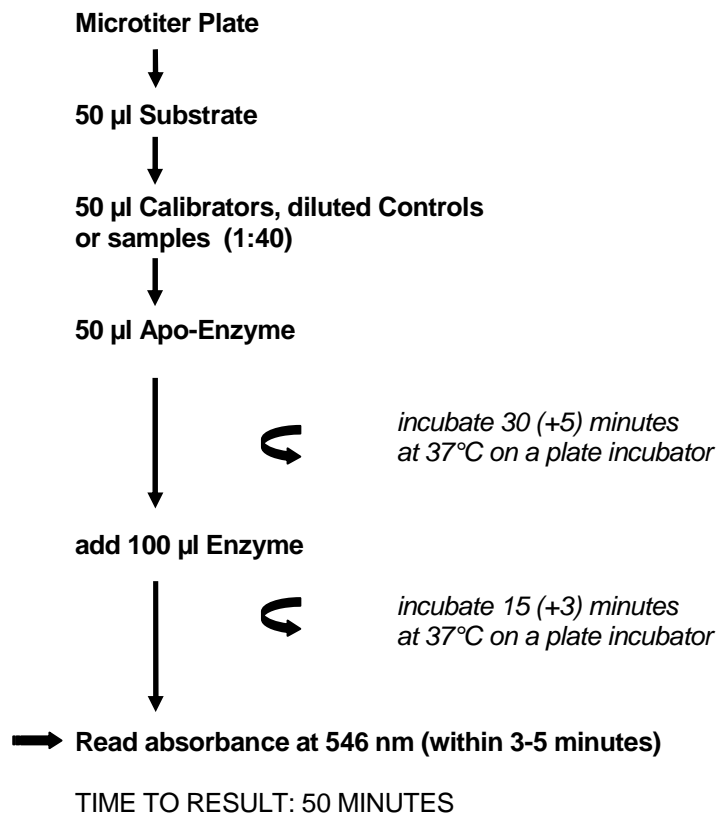 Microtiter Plate
50 µl Substrate
50 µl Calibrators, diluted Controls
or samples (1:40)
50 µl Apo-Enzyme
incubate 30 (+5) minutes
at 37°C on a plate incubator
add 100 µl Enzyme
incubate 15 (+3) minutes
at 37°C on a plate incubator
Read absorbance at 546 nm (within 3-5 minutes)
TIME TO RESULT: 50 MINUTES